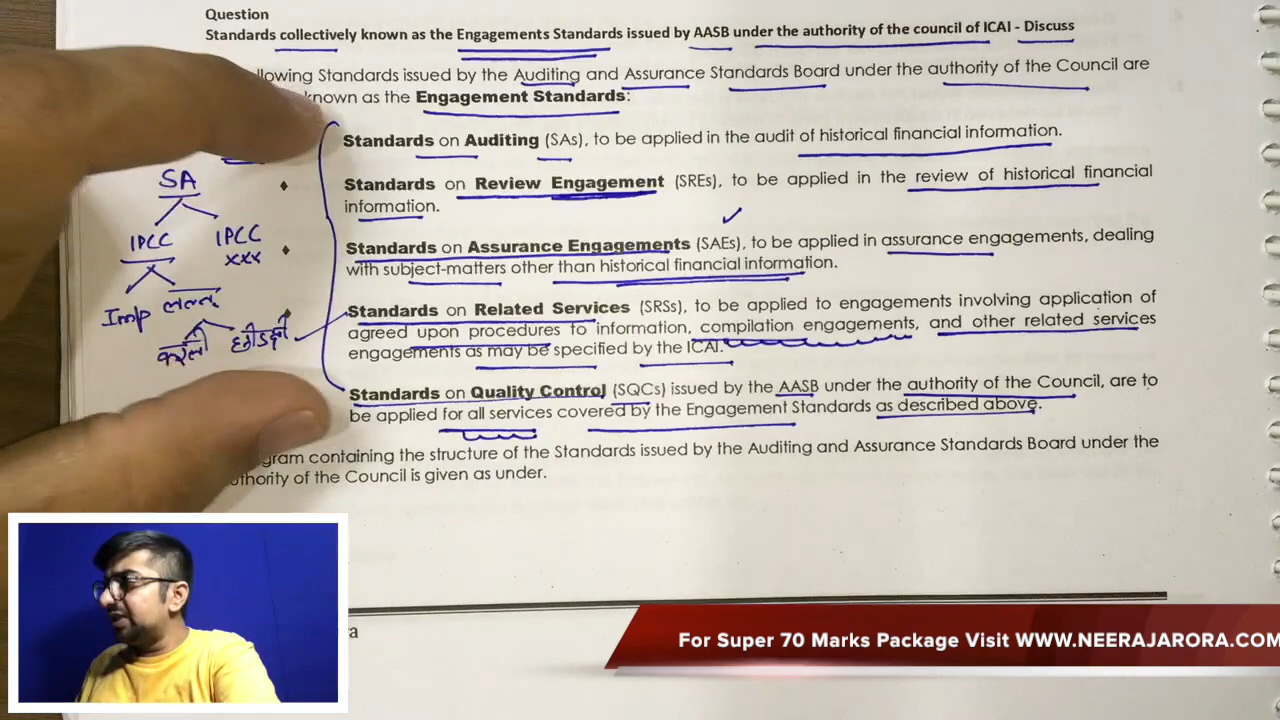 Question
Standards collectively known as the Engagements Standards issued by AASB under the authority of the council of ICAI - Discuss
lowing Standards issued by the Auditing and Assurance Standards Board under the authority of the Council are
known as the Engagement Standards:
Standards on Auditing (SAs), to be applied in the audit of historical financial information.
♦ Standards on Review Engagement (SREs), to be applied in the review of historical financial
information.
♦ Standards on Assurance Engagements (SAEs), to be applied in assurance engagements, dealing
with subject-matters other than historical financial information.
♦ Standards on Related Services (SRSs), to be applied to engagements involving application of
agreed upon procedures to information, compilation engagements, and other related services
engagements as may be specified by the ICAI.
Standards on Quality Control (SQCs) issued by the AASB under the authority of the Council, are to
be applied for all services covered by the Engagement Standards as described above.
gram containing the structure of the Standards issued by the Auditing and Assurance Standards Board under the
uthority of the Council is given as under.
SA
IPCC IPCC
xxx
Imp
ra
For Super 70 Marks Package Visit WWW.NEERAJARORA.COM